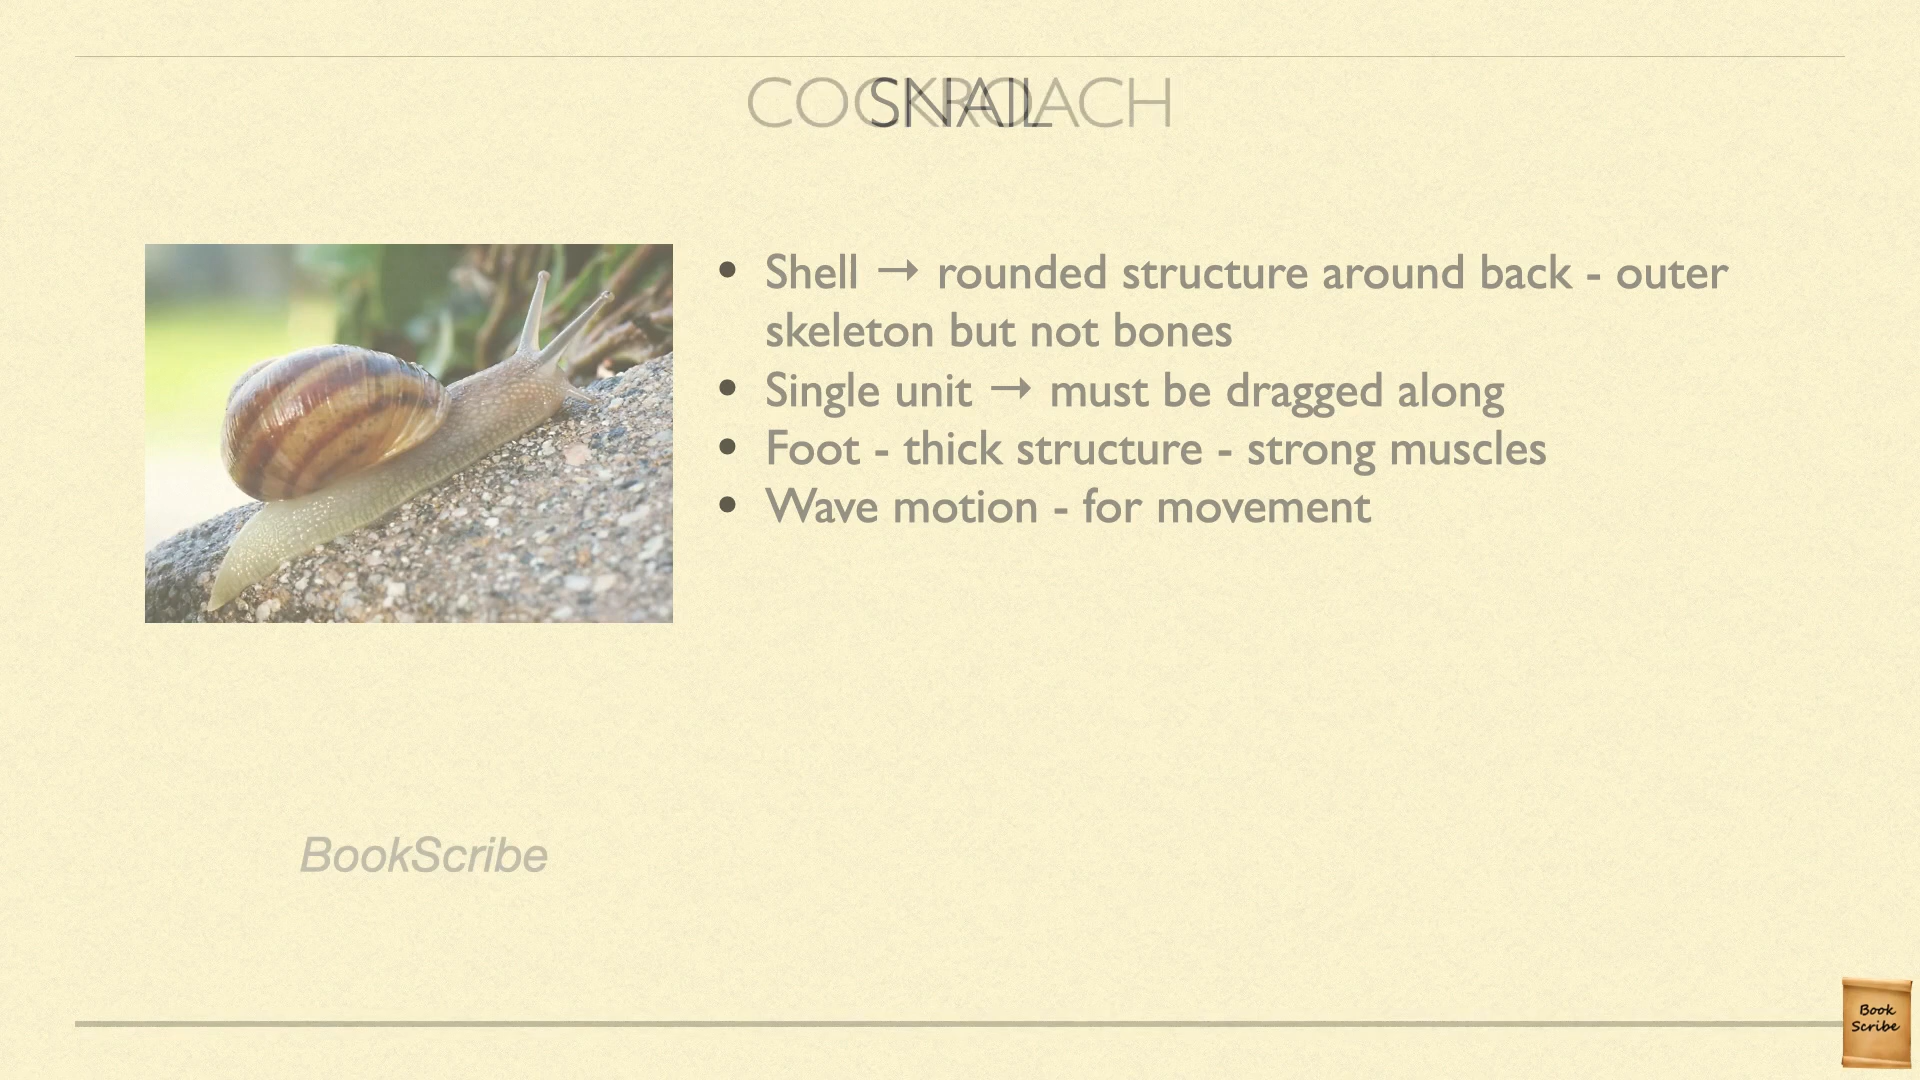 COCKROACH
SNAIL
• Shell → rounded structure around back - outer
skeleton but not bones
• Single unit → must be dragged along
• Foot - thick structure - strong muscles
• Wave motion - for movement
BookScribe
Book
Scribe